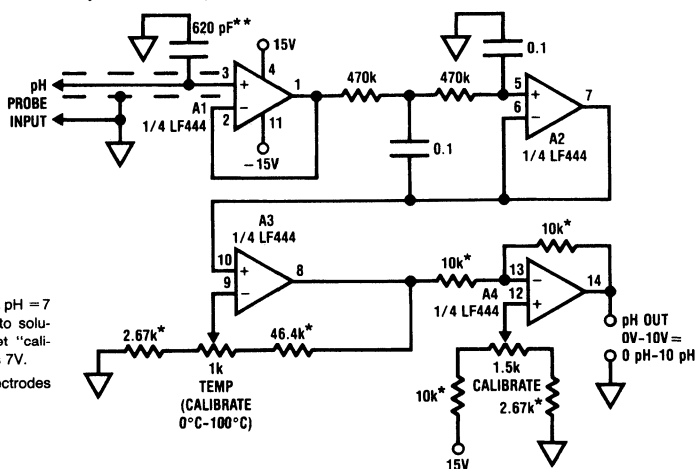 620 pF**
15V
0.1
pH
PROBE
INPUT
3
4
1
A1
2
11
1/4 LF444
-15V
470k
470k
0.1
5
6
7
A2
1/4 LF444
A3
1/4 LF444
10
9
8
10k*
10k*
13
14
A4
12
1/4 LF444
pH OUT
0V-10V =
0 pH-10 pH
2.67k*
46.4k*
1k
TEMP
(CALIBRATE
0°C-100°C)
1.5k
CALIBRATE
10k*
2.67k*
15V
pH = 7
to solu-
et "cali-
s 7V.
ectrodes